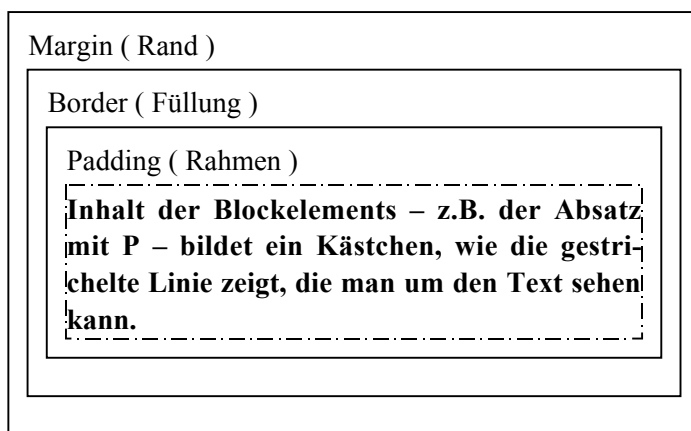 Margin ( Rand )
Border ( Füllung )
Padding ( Rahmen )
Inhalt der Blockelements – z.B. der Absatz
mit P – bildet ein Kästchen, wie die gestri-
chelte Linie zeigt, die man um den Text sehen
kann.